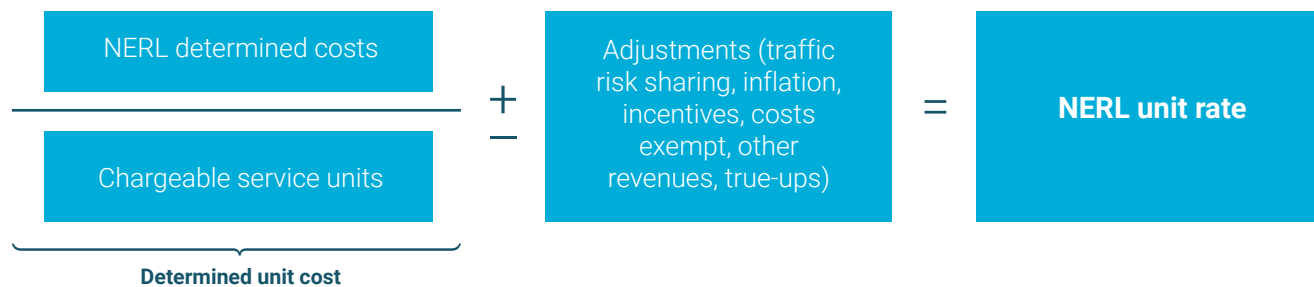 NERL determined costs
Chargeable service units
Determined unit cost
+
−
Adjustments (traffic
risk sharing, inflation,
incentives, costs
exempt, other
revenues, true-ups)
=
NERL unit rate